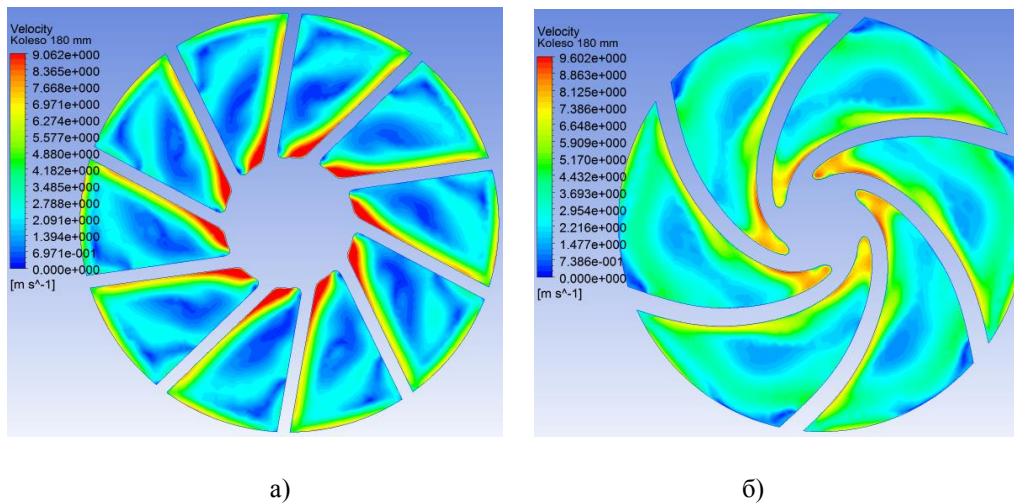 Velocity
Koleso 180 mm
9.062e+000
8.365e+000
7.668e+000
6.971e+000
6.274e+000
5.577e+000
4.880e+000
4.182e+000
3.485e+000
2.788e+000
2.091e+000
1.394e+000
6.971e-001
0.000e+000
[m s^-1]
Velocity
Koleso 180 mm
9.602e+000
8.863e+000
8.125e+000
7.386e+000
6.648e+000
5.909e+000
5.170e+000
4.432e+000
3.693e+000
2.954e+000
2.216e+000
1.477e+000
7.386e-001
0.000e+000
[m s^-1]
а)
б)